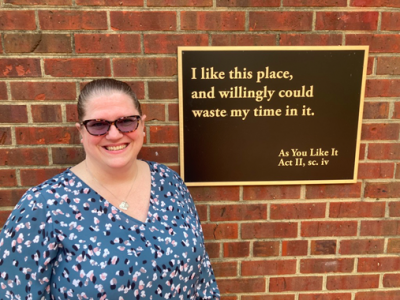 I like this place,
and willingly could
waste my time in it.
As You Like It
Act II, sc. iv